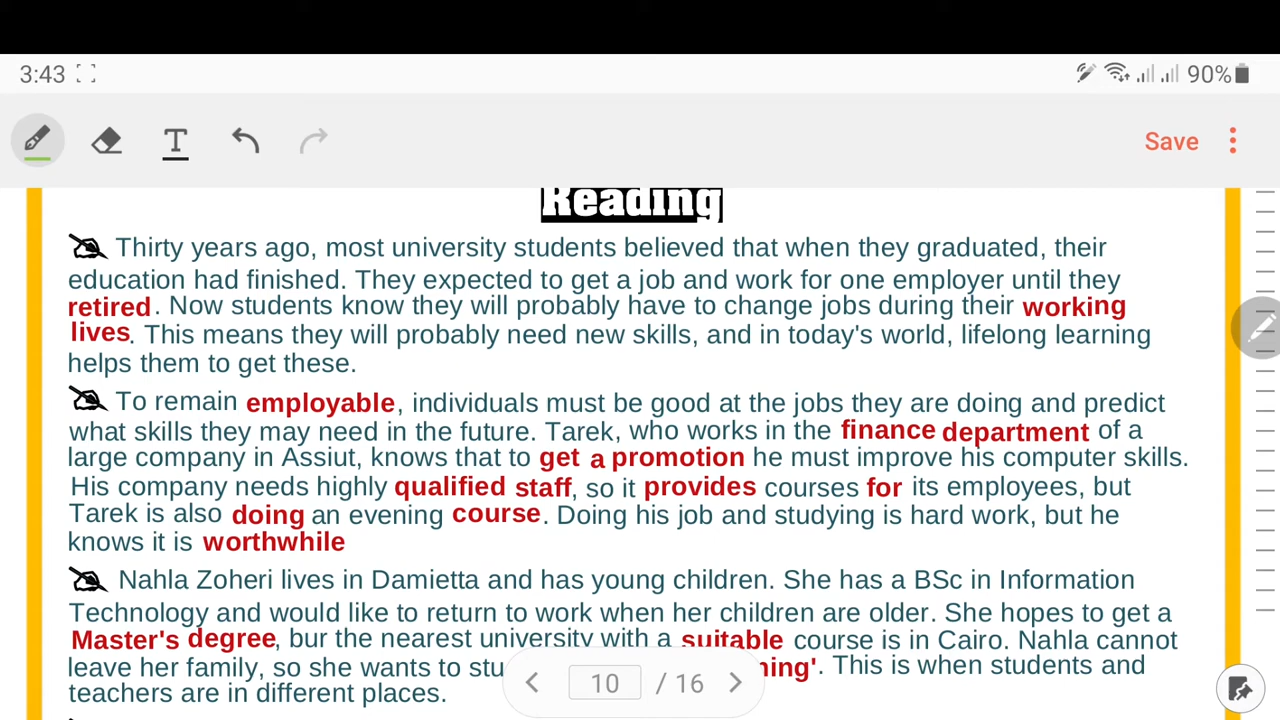 3:43
90%
Save
Reading
Thirty years ago, most university students believed that when they graduated, their
education had finished. They expected to get a job and work for one employer until they
retired. Now students know they will probably have to change jobs during their working
lives. This means they will probably need new skills, and in today's world, lifelong learning
helps them to get these.
To remain employable, individuals must be good at the jobs they are doing and predict
what skills they may need in the future. Tarek, who works in the finance department of a
large company in Assiut, knows that to get a promotion he must improve his computer skills.
His company needs highly qualified staff, so it provides courses for its employees, but
Tarek is also doing an evening course. Doing his job and studying is hard work, but he
knows it is worthwhile
Nahla Zoheri lives in Damietta and has young children. She has a BSc in Information
Technology and would like to return to work when her children are older. She hopes to get a
Master's degree, bur the nearest university with a suitable course is in Cairo. Nahla cannot
leave her family, so she wants to ning'. This is when students and
teachers are in different places.
10 / 16